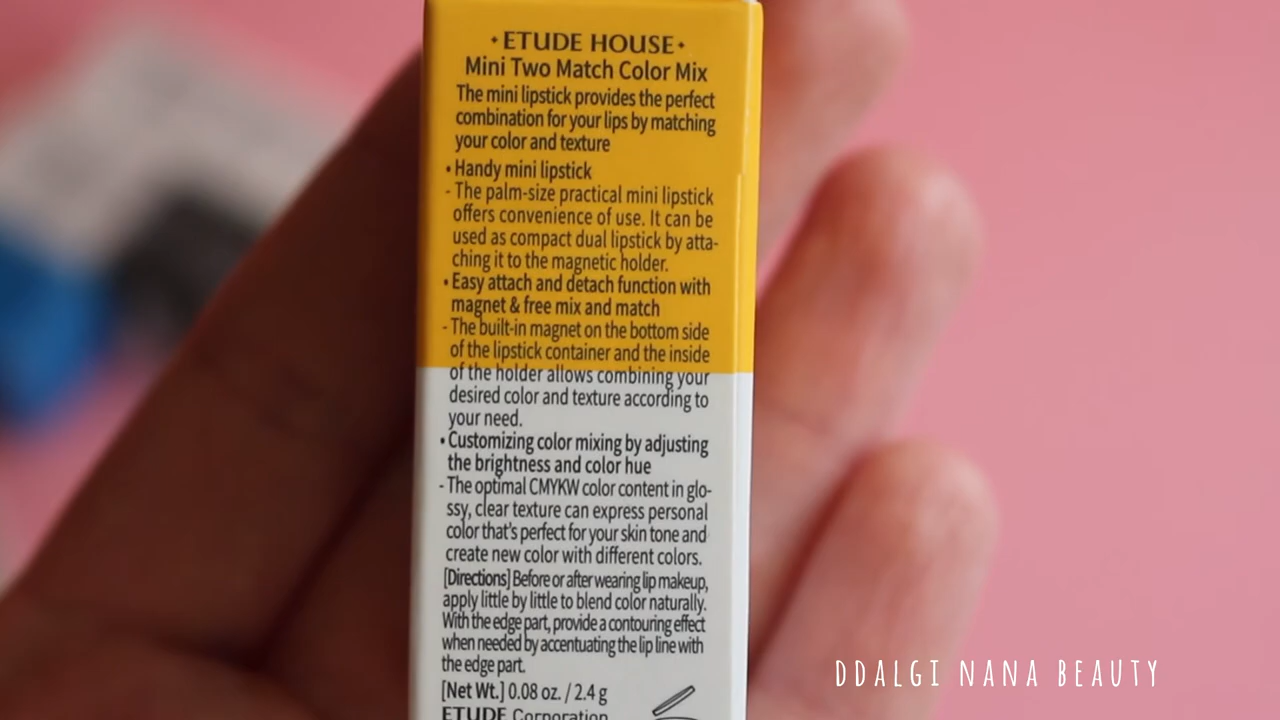 • ETUDE HOUSE •
Mini Two Match Color Mix
The mini lipstick provides the perfect
combination for your lips by matching
your color and texture
• Handy mini lipstick
- The palm-size practical mini lipstick
offers convenience of use. It can be
used as compact dual lipstick by atta-
ching it to the magnetic holder.
• Easy attach and detach function with
magnet & free mix and match
- The built-in magnet on the bottom side
of the lipstick container and the inside
of the holder allows combining your
desired color and texture according to
your need.
• Customizing color mixing by adjusting
the brightness and color hue
- The optimal CMYKW color content in glo-
ssy, clear texture can express personal
color that's perfect for your skin tone and
create new color with different colors.
[Directions] Before or after wearing lip makeup,
apply little by little to blend color naturally.
With the edge part, provide a contouring effect
when needed by accentuating the lip line with
the edge part.
[Net Wt.] 0.08 oz. / 2.4 g
ETUDE Corporation
DDALGI NANA BEAUTY